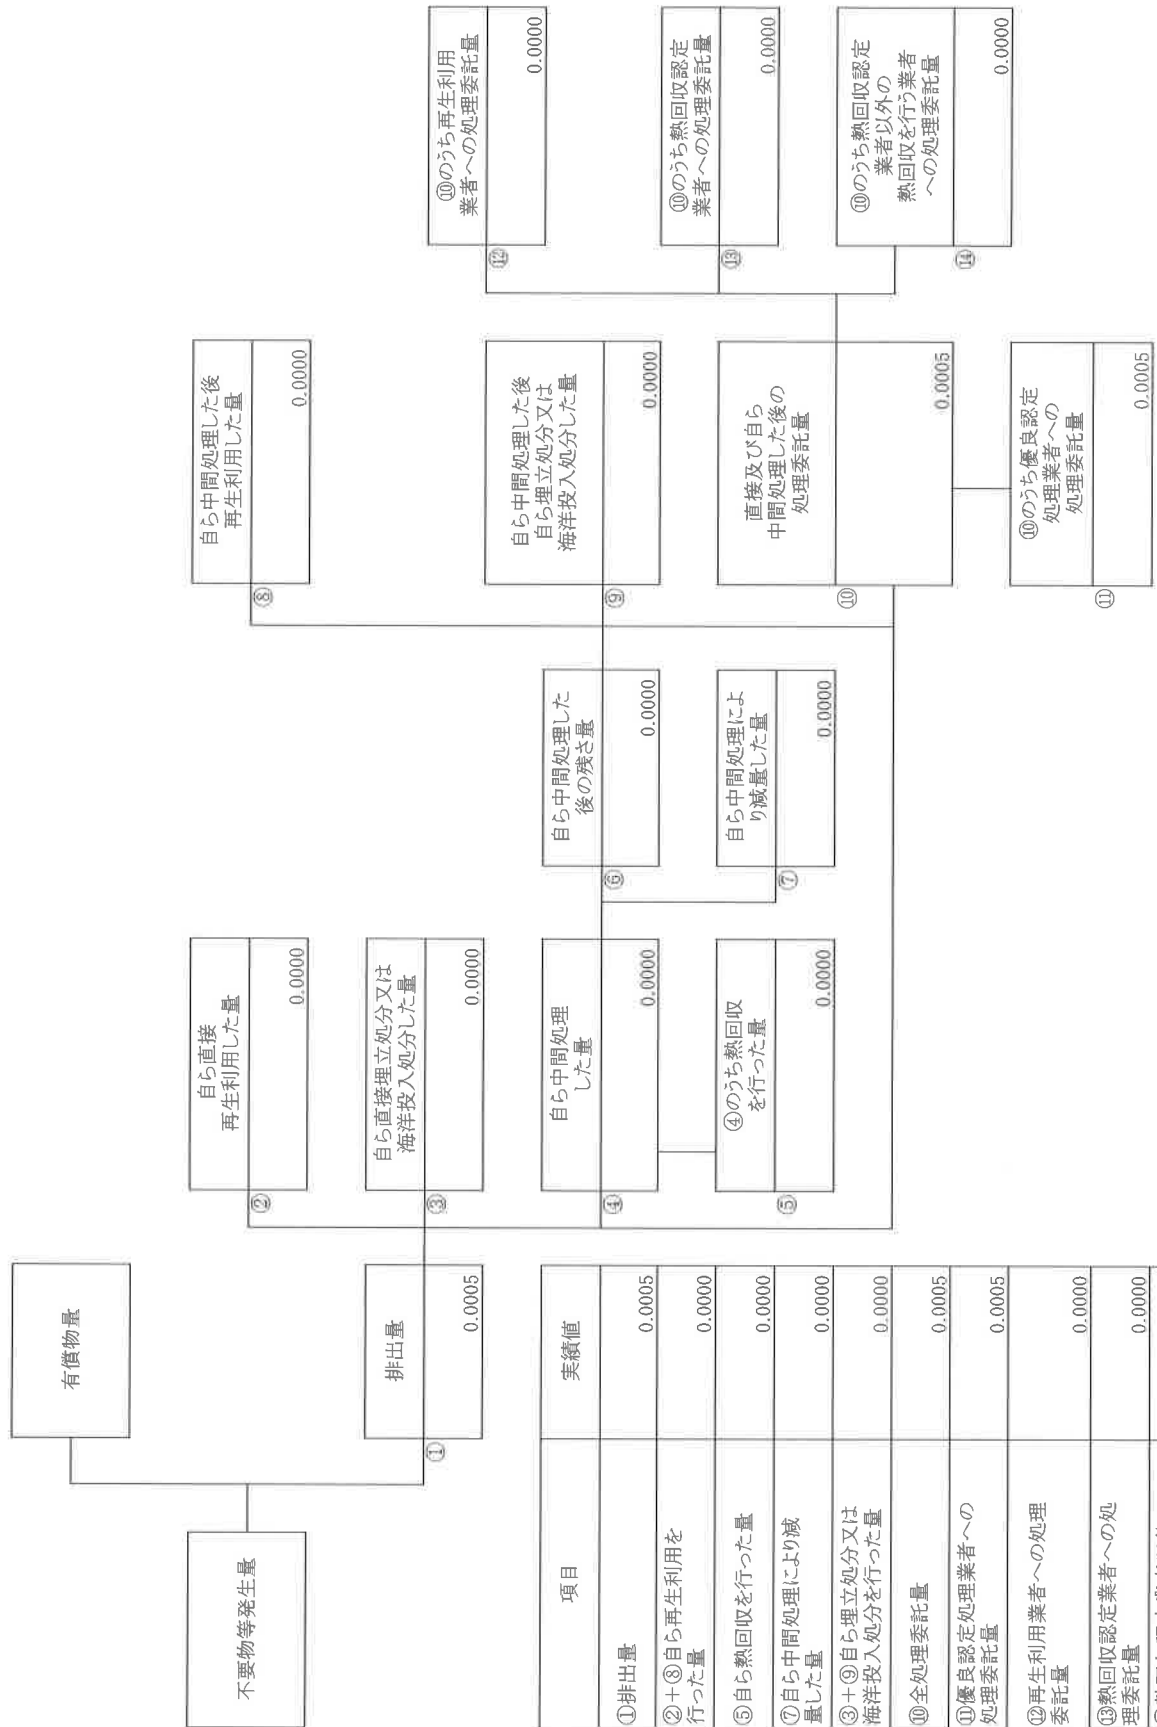 不要物等発生量
有償物量
排出量
①
0.0005
自ら直接
再生利用した量
②
0.0000
自ら直接埋立処分又は
海洋投入処分した量
③
0.0000
自ら中間処理
した量
④
0.0000
④のうち熱回収
を行った量
⑤
0.0000
自ら中間処理した
後の残さ量
⑥
0.0000
自ら中間処理によ
り減量した量
⑦
0.0000
自ら中間処理した後
再生利用した量
⑧
0.0000
自ら中間処理した後
自ら埋立処分又は
海洋投入処分した量
⑨
0.0000
直接及び自ら
中間処理した後の
処理委託量
⑩
0.0005
⑩のうち優良認定
処理業者への
処理委託量
⑪
0.0005
⑩のうち再生利用
業者への処理委託量
⑫
0.0000
⑩のうち熱回収認定
業者への処理委託量
⑬
0.0000
⑩のうち熱回収認定
業者以外の
熱回収を行う業者
への処理委託量
⑭
0.0000
項目 実績値
①排出量 0.0005
②+⑧自ら再生利用を
行った量 0.0000
⑤自ら熱回収を行った量 0.0000
⑦自ら中間処理により減
量した量 0.0000
③+⑨自ら埋立処分又は
海洋投入処分を行った量 0.0000
⑩全処理委託量 0.0005
⑪優良認定処理業者への
処理委託量 0.0005
⑫再生利用業者への処理
委託量 0.0000
⑬熱回収認定業者への処
理委託量 0.0000